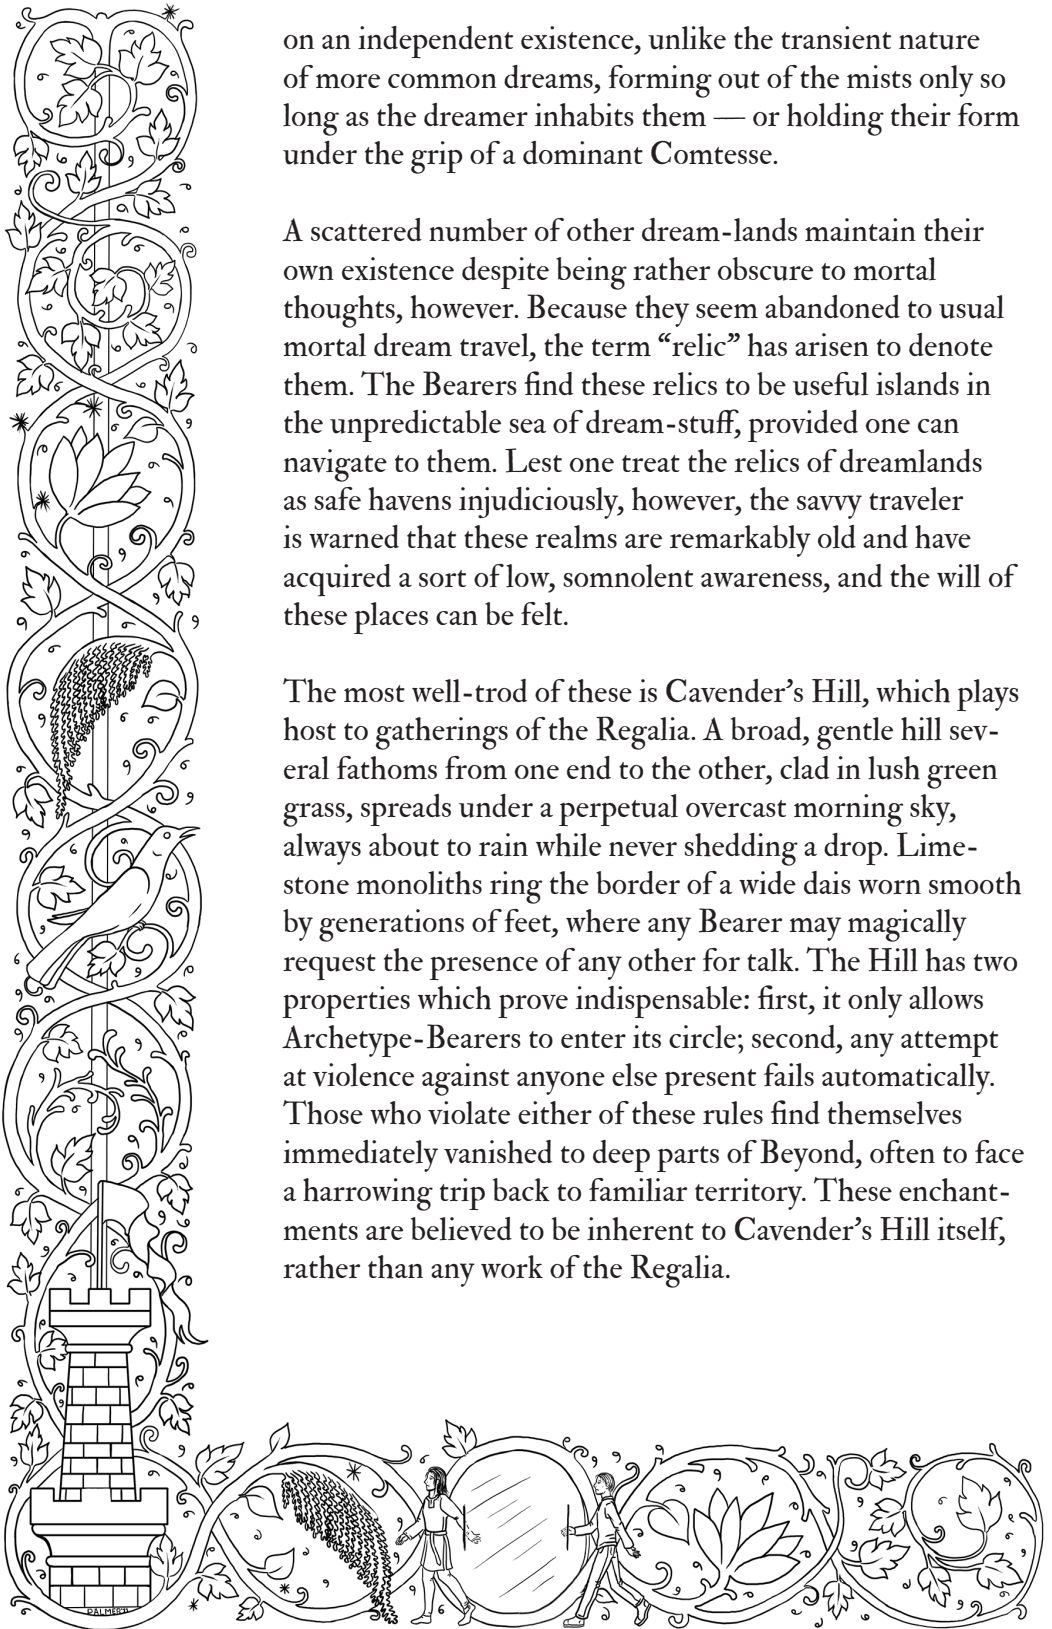 on an independent existence, unlike the transient nature
of more common dreams, forming out of the mists only so
long as the dreamer inhabits them — or holding their form
under the grip of a dominant Comtesse.
A scattered number of other dream-lands maintain their
own existence despite being rather obscure to mortal
thoughts, however. Because they seem abandoned to usual
mortal dream travel, the term “relic” has arisen to denote
them. The Bearers find these relics to be useful islands in
the unpredictable sea of dream-stuff, provided one can
navigate to them. Lest one treat the relics of dreamlands
as safe havens injudiciously, however, the savvy traveler
is warned that these realms are remarkably old and have
acquired a sort of low, somnolent awareness, and the will of
these places can be felt.
The most well-trod of these is Cavender’s Hill, which plays
host to gatherings of the Regalia. A broad, gentle hill sev-
eral fathoms from one end to the other, clad in lush green
grass, spreads under a perpetual overcast morning sky,
always about to rain while never shedding a drop. Lime-
stone monoliths ring the border of a wide dais worn smooth
by generations of feet, where any Bearer may magically
request the presence of any other for talk. The Hill has two
properties which prove indispensable: first, it only allows
Archetype-Bearers to enter its circle; second, any attempt
at violence against anyone else present fails automatically.
Those who violate either of these rules find themselves
immediately vanished to deep parts of Beyond, often to face
a harrowing trip back to familiar territory. These enchant-
ments are believed to be inherent to Cavender’s Hill itself,
rather than any work of the Regalia.